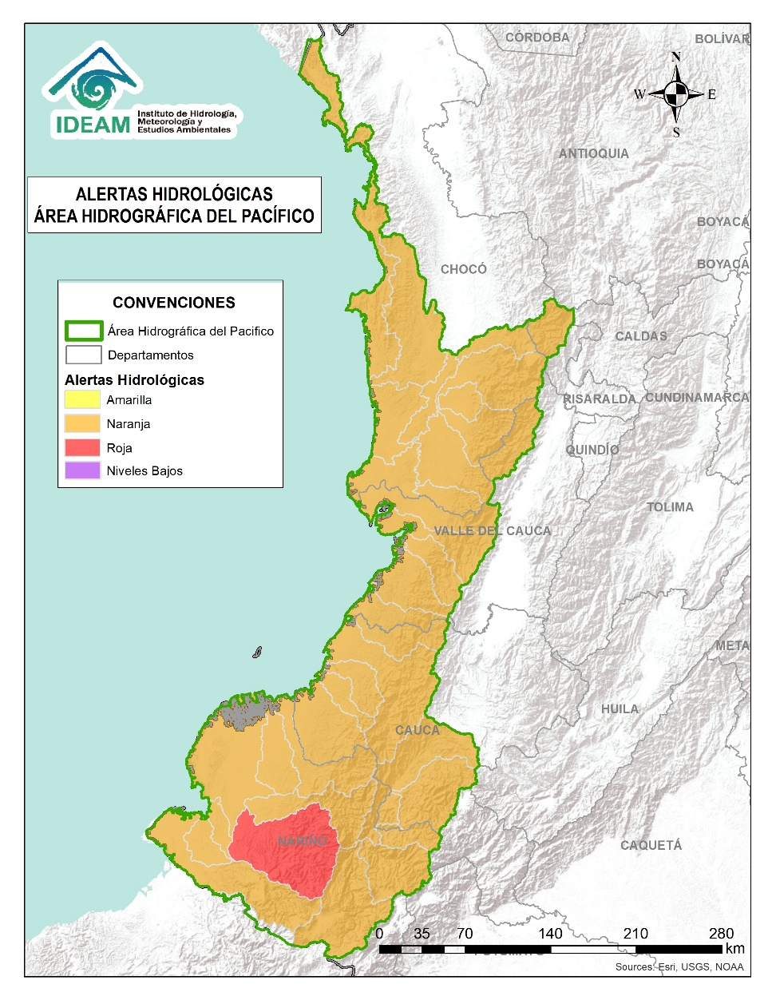 CÓRDOBA
BOLÍVAR
N
W E
S
IDEAM
Instituto de Hidrología,
Meteorología y
Estudios Ambientales
ANTIOQUIA
ALERTAS HIDROLÓGICAS
ÁREA HIDROGRÁFICA DEL PACÍFICO
BOYACÁ
BOYACÁ
CHOCÓ
CONVENCIONES
Área Hidrográfica del Pacifico
Departamentos
Alertas Hidrológicas
Amarilla
Naranja
Roja
Niveles Bajos
CALDAS
RISARALDA
CUNDINAMARCA
QUINDÍO
TOLIMA
VALLE DEL CAUCA
META
HUILA
CAUCA
NARIÑO
CAQUETÁ
0 35 70 140 210 280
km
Sources: Esri, USGS, NOAA